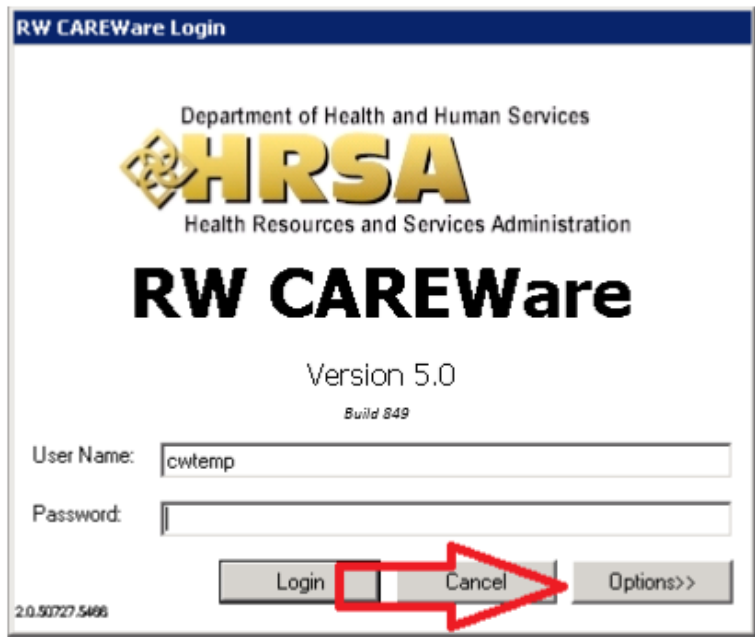 RW CAREWare Login
Department of Health and Human Services
HRSA
Health Resources and Services Administration
RW CAREWare
Version 5.0
Build 849
User Name: cwtemp
Password:
Login Cancel Options>>
2.0.50727.5466